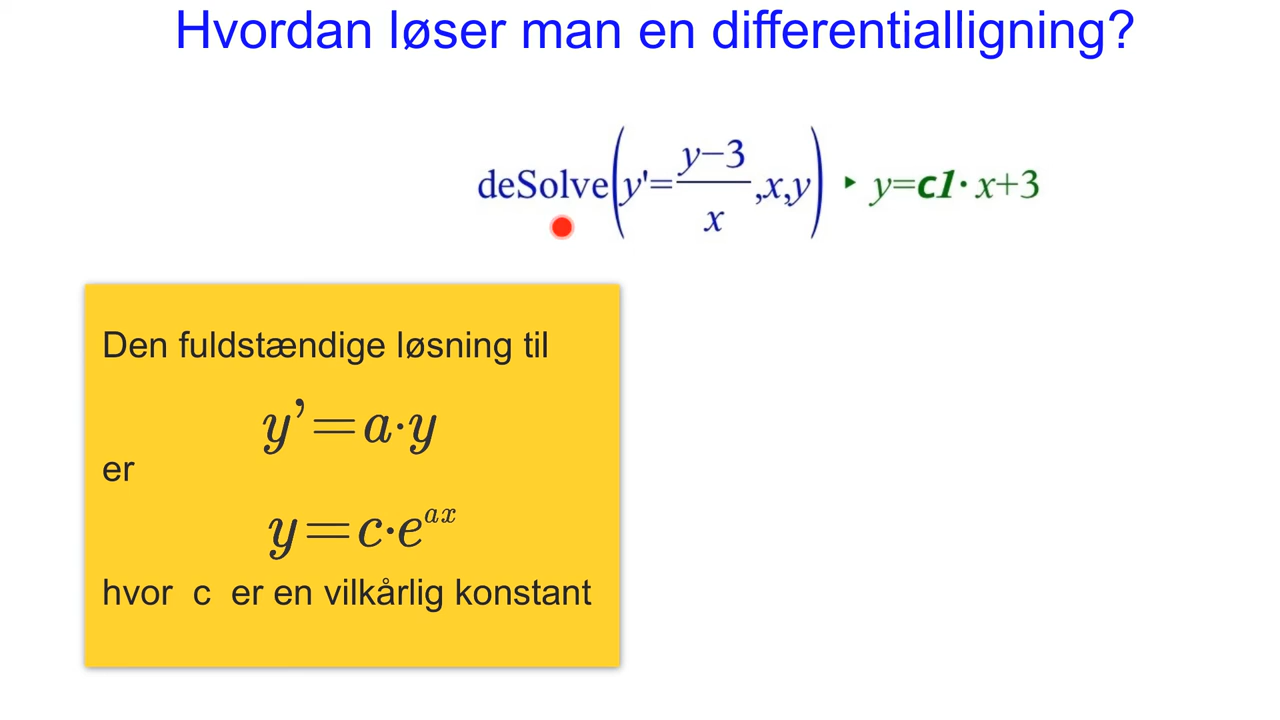 Hvordan løser man en differentialligning?
deSolve(y'=y−3/x,x,y) ▸ y=c1·x+3
Den fuldstændige løsning til
y'=a·y
er
y=c·e^ax
hvor c er en vilkårlig konstant